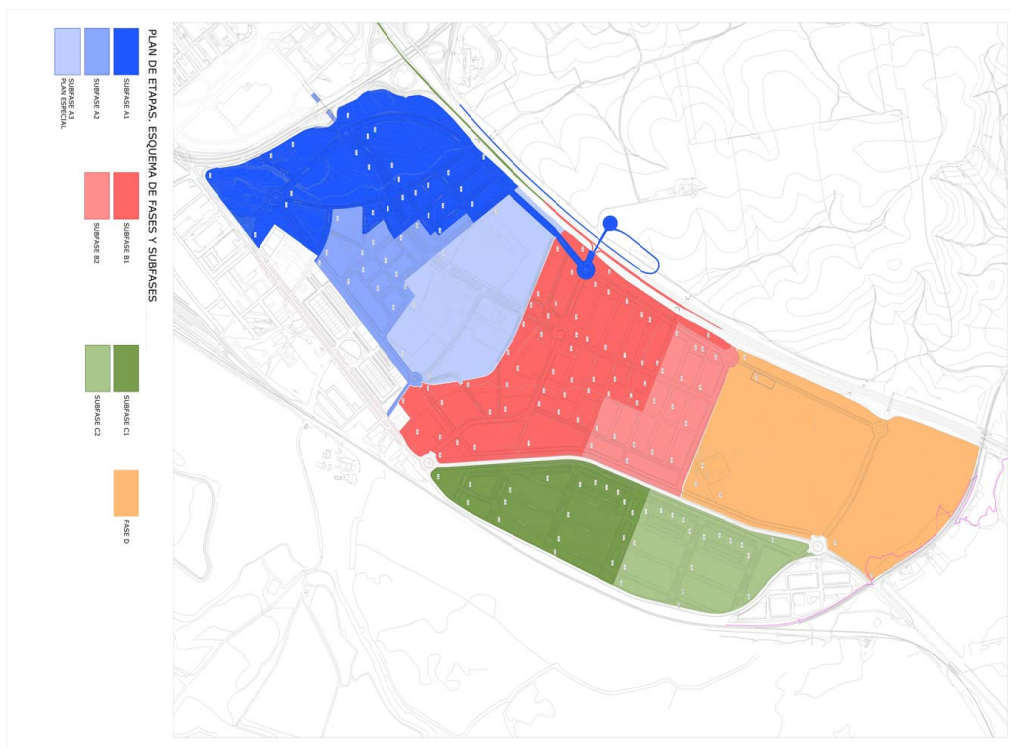 PLAN DE ETAPAS. ESQUEMA DE FASES Y SUBFASES
SUBFASE A1
SUBFASE A2
SUBFASE A3
PLAN ESPECIAL
SUBFASE B1
SUBFASE B2
SUBFASE C1
SUBFASE C2
FASE D